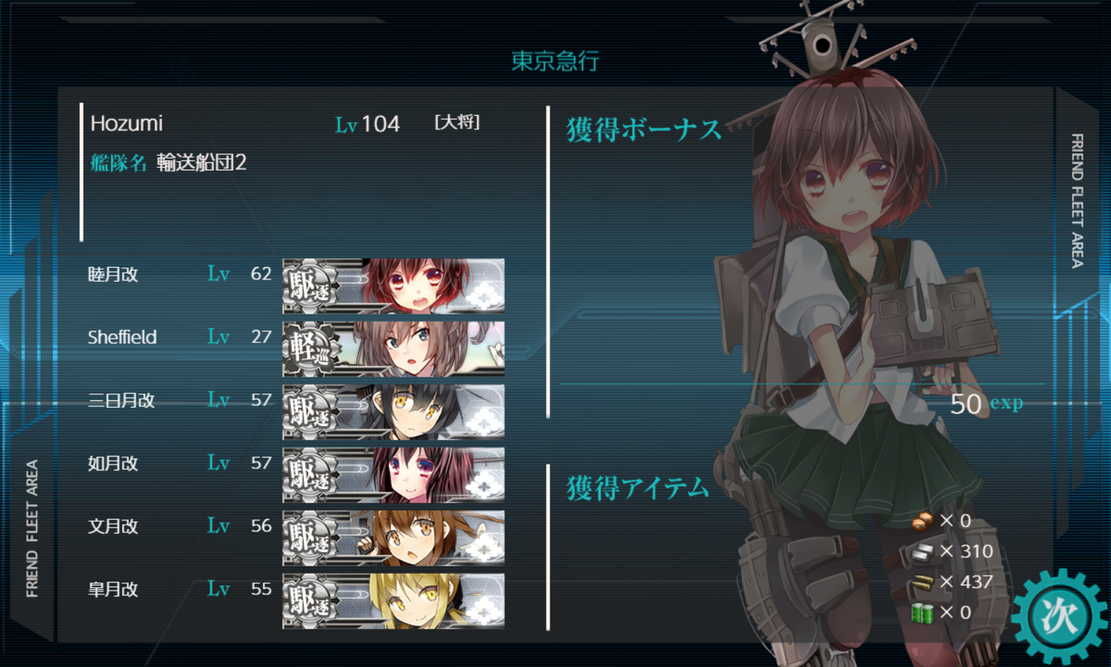 東京急行
Hozumi Lv 104 [大将]
艦隊名 輸送船団2
睦月改 Lv 62 駆逐
Sheffield Lv 27 軽巡
三日月改 Lv 57 駆逐
如月改 Lv 57 駆逐
文月改 Lv 56 駆逐
皐月改 Lv 55 駆逐
獲得ボーナス
50 exp
獲得アイテム
× 0
× 310
× 437
× 0
次
FRIEND FLEET AREA
FRIEND FLEET AREA